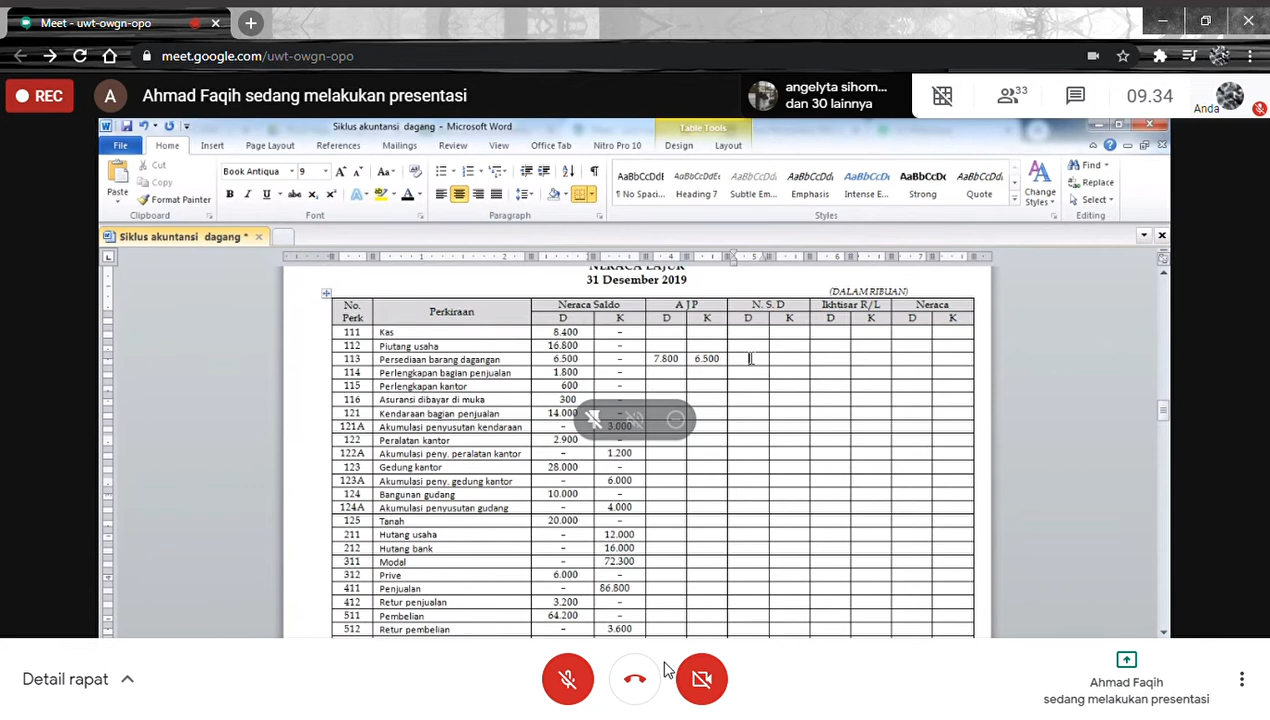 Meet - uwt-owgn-opo
meet.google.com/uwt-owgn-opo
REC
A
Ahmad Faqih sedang melakukan presentasi
angelyta sihom...
dan 30 lainnya
33
09.34
Anda
Siklus akuntansi dagang - Microsoft Word
Table Tools
File Home Insert Page Layout References Mailings Review View Office Tab Nitro Pro 10 Design Layout
Paste
Cut
Copy
Format Painter
Clipboard
Book Antiqua 9
Font
Paragraph
AaBbCcDdE AaBbCcDdEe AaBbCcDd AaBbCcDd AaBbCcDd AaBbCcDd AaBbCcDd
¶ No Spaci... Heading 7 Subtle Em... Emphasis Intense E... Strong Quote
Styles
Change
Styles
Find
Replace
Select
Editing
Siklus akuntansi dagang *
1 2 3 4 5 6 7
NERACA LAJUR
31 Desember 2019
(DALAM RIBUAN)
No. Perk Perkiraan Neraca Saldo A J P N. S. D Ikhtisar R/L Neraca
D K D K D K D K D K
111 Kas 8.400 –
112 Piutang usaha 16.800 –
113 Persediaan barang dagangan 6.500 – 7.800 6.500
114 Perlengkapan bagian penjualan 1.800 –
115 Perlengkapan kantor 600 –
116 Asuransi dibayar di muka 300 –
121 Kendaraan bagian penjualan 14.000 –
121A Akumulasi penyusutan kendaraan – 3.000
122 Peralatan kantor 2.900 –
122A Akumulasi peny. peralatan kantor – 1.200
123 Gedung kantor 28.000 –
123A Akumulasi peny. gedung kantor – 6.000
124 Bangunan gudang 10.000 –
124A Akumulasi penyusutan gudang – 4.000
125 Tanah 20.000 –
211 Hutang usaha – 12.000
212 Hutang bank – 16.000
311 Modal – 72.300
312 Prive 6.000 –
411 Penjualan – 86.800
412 Retur penjualan 3.200 –
511 Pembelian 64.200 –
512 Retur pembelian – 3.600
Detail rapat
Ahmad Faqih
sedang melakukan presentasi